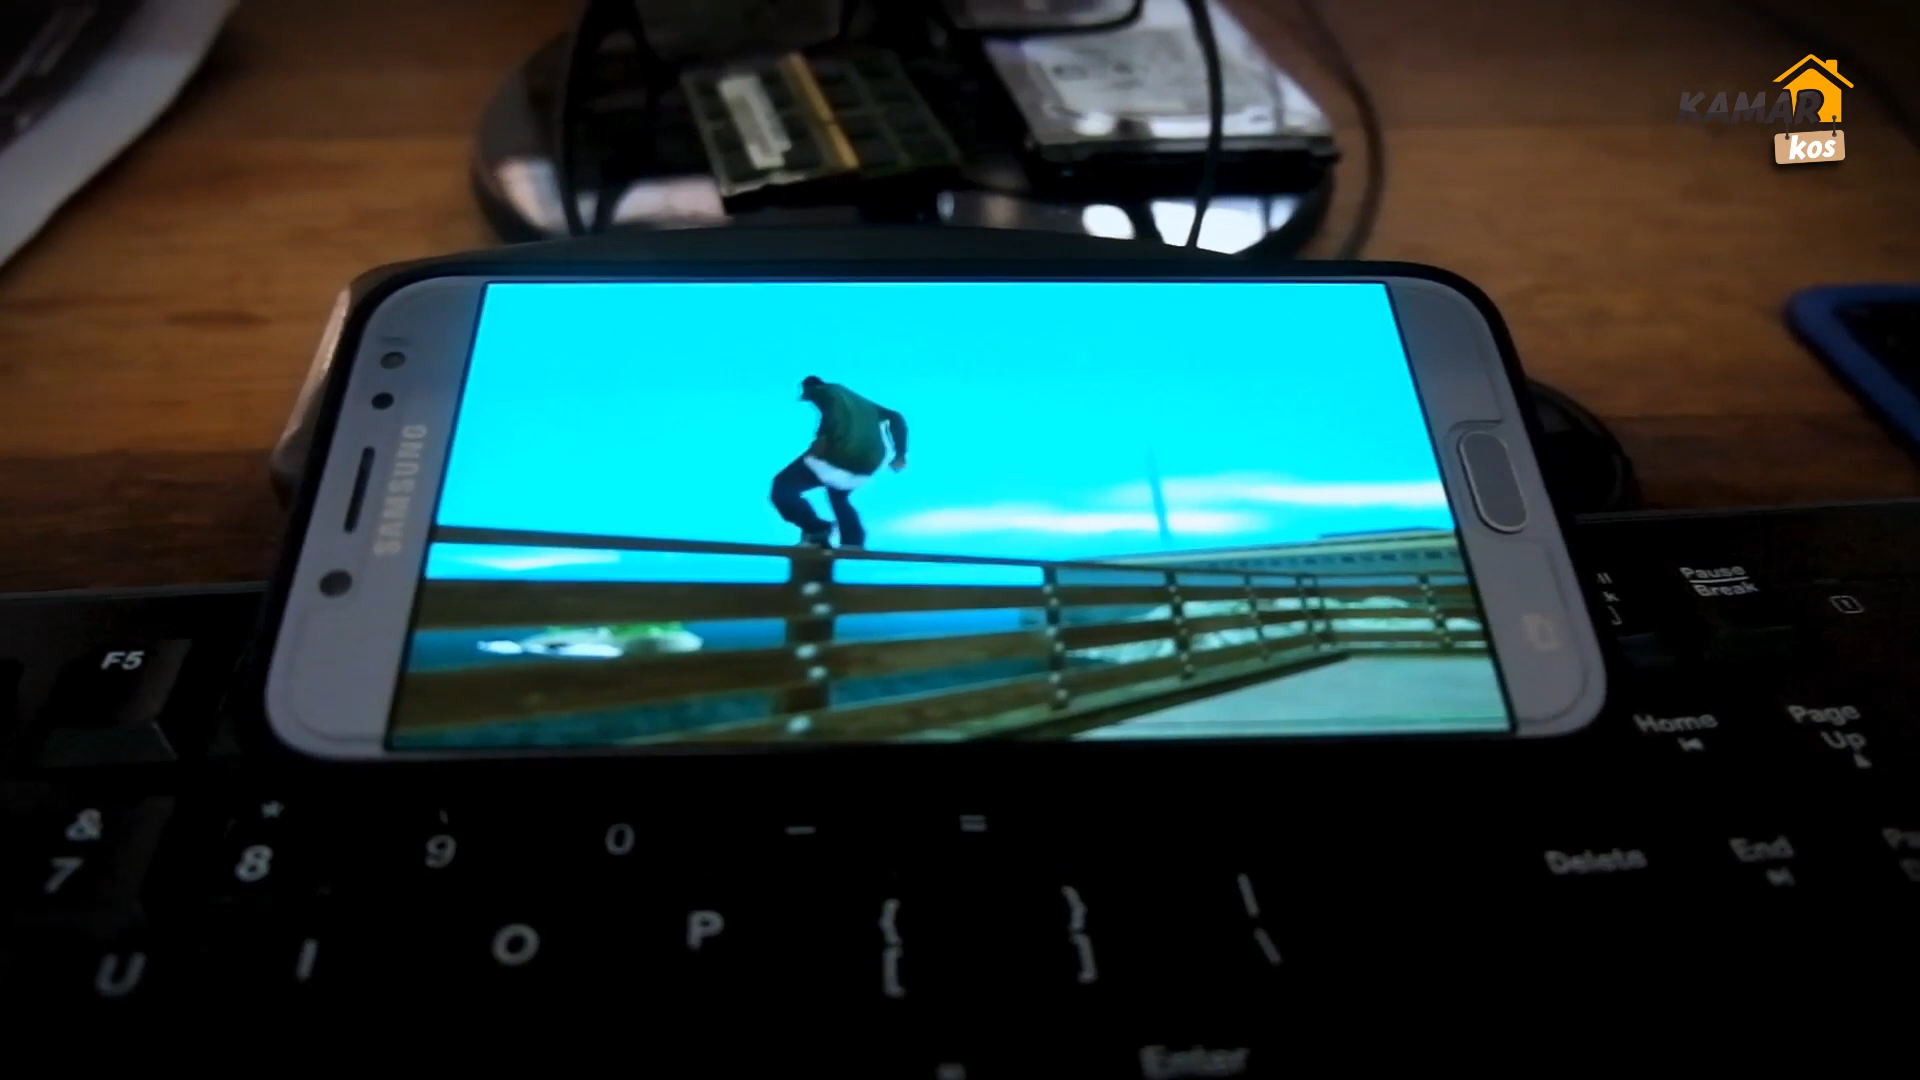 KAMAR
kos
SAMSUNG
F5
Pause
Break
Home
Page
Up
&
7
*
8
9
0
-
=
Delete
End
U
I
O
P
{
[
}
]
|
\
Enter